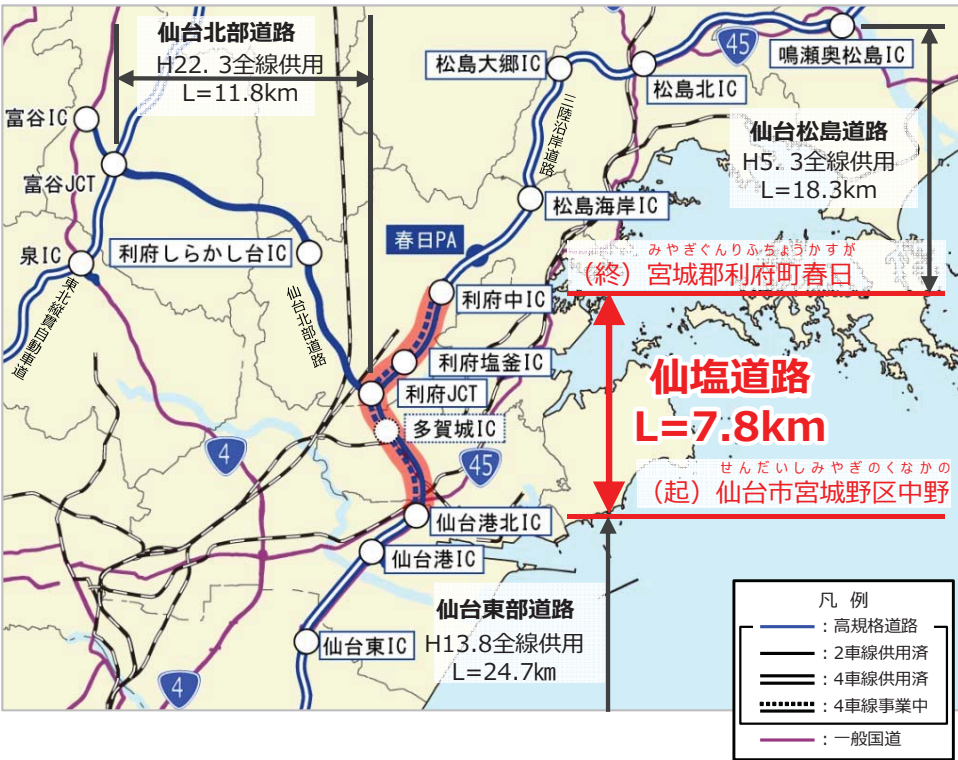 仙台北部道路
H22. 3全線供用
L=11.8km
45
鳴瀬奥松島IC
松島大郷IC
松島北IC
三陸沿岸道路
仙台松島道路
H5. 3全線供用
L=18.3km
富谷IC
富谷JCT
松島海岸IC
泉IC
利府しらかし台IC
春日PA
みやぎぐんりふちょうかすが
（終）宮城郡利府町春日
東北縦貫自動車道
仙台北部道路
利府中IC
利府塩釜IC
利府JCT
多賀城IC
仙塩道路
L=7.8km
4
45
せんだいしみやぎのくなかの
（起）仙台市宮城野区中野
仙台港北IC
仙台港IC
仙台東部道路
H13.8全線供用
L=24.7km
仙台東IC
4
凡 例
：高規格道路
：2車線供用済
：4車線供用済
：4車線事業中
：一般国道